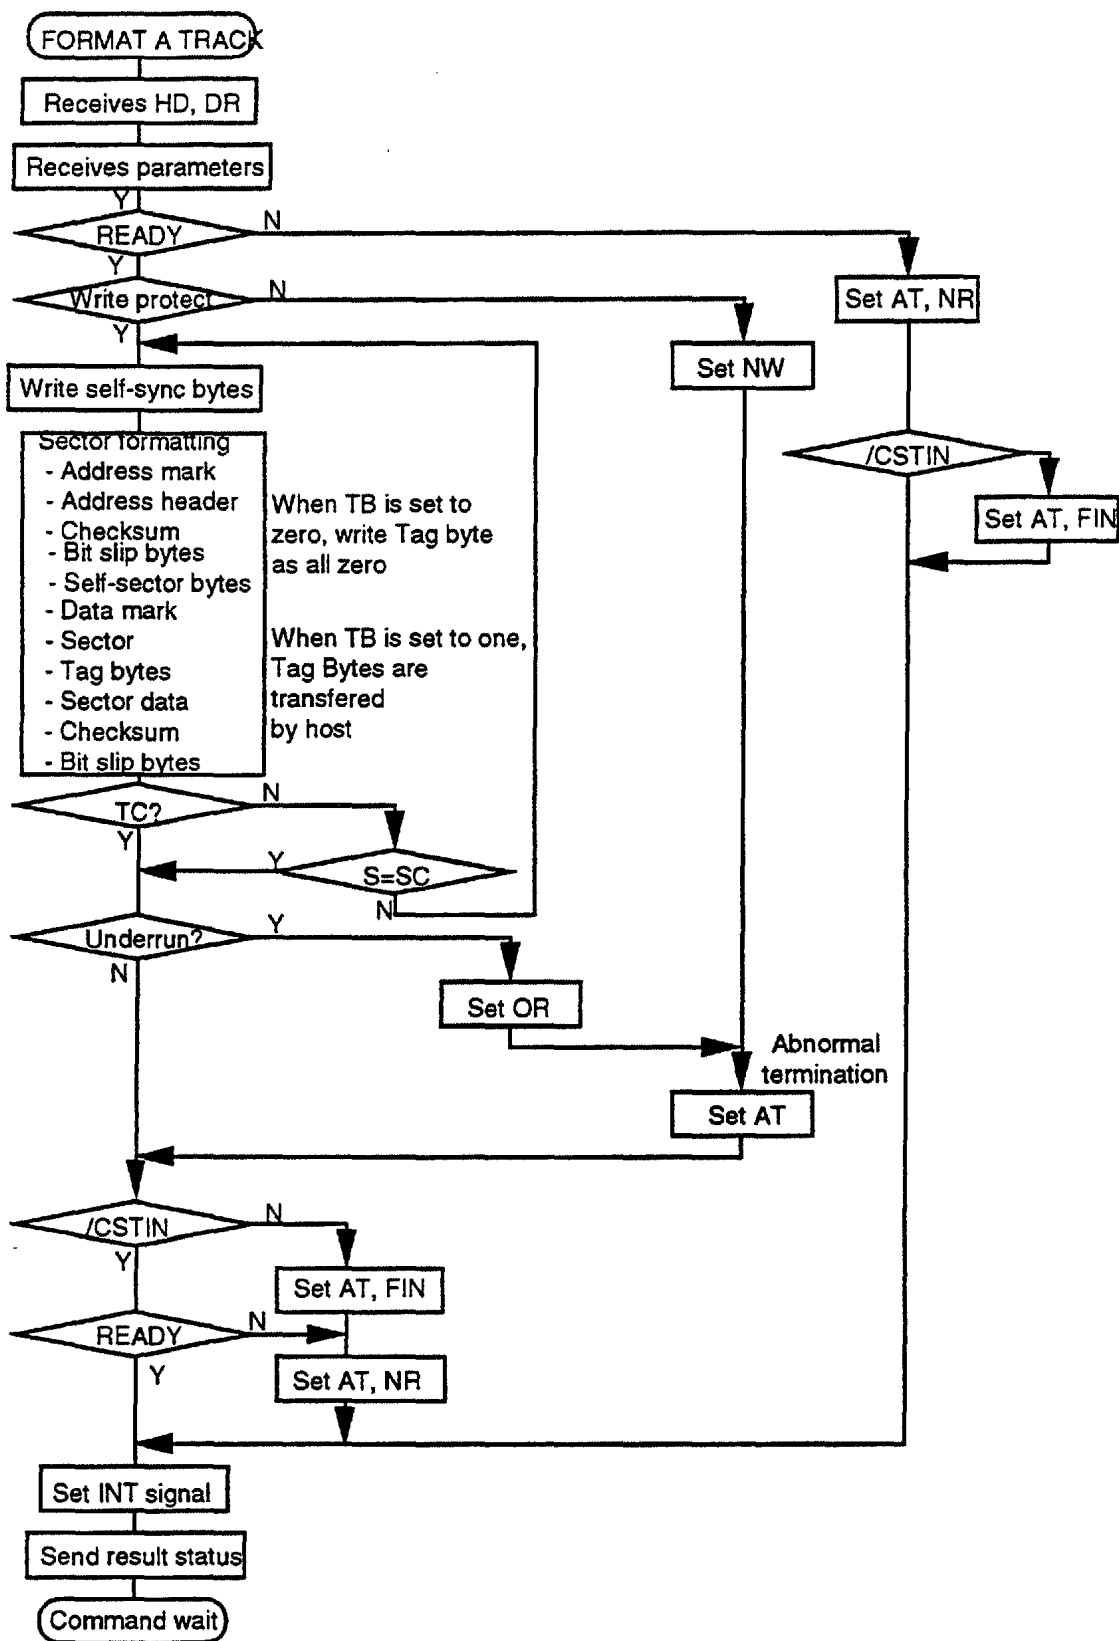 FORMAT A TRACK
Receives HD, DR
Receives parameters
Y
READY
N
Y
Write protect
N
Y
Set AT, NR
Set NW
Write self-sync bytes
/CSTIN
N
Set AT, FIN
Sector formatting
- Address mark
- Address header
- Checksum
- Bit slip bytes
- Self-sector bytes
- Data mark
- Sector
- Tag bytes
- Sector data
- Checksum
- Bit slip bytes
When TB is set to
zero, write Tag byte
as all zero
When TB is set to one,
Tag Bytes are
transfered
by host
TC?
N
Y
Y
S=SC
N
Underrun?
Y
N
Set OR
Abnormal
termination
Set AT
/CSTIN
N
Y
Set AT, FIN
READY
N
Y
Set AT, NR
Set INT signal
Send result status
Command wait